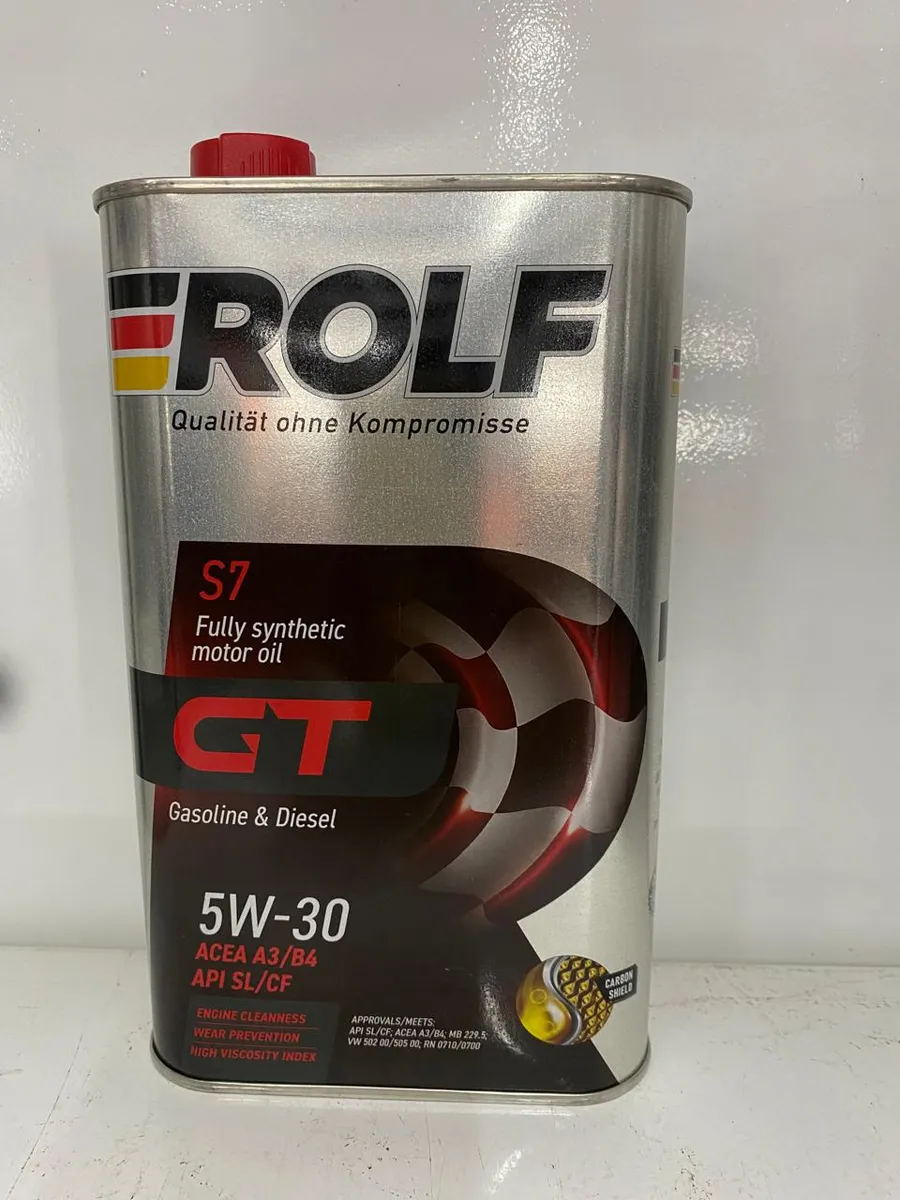 ROLF
Qualität ohne Kompromisse
S7
Fully synthetic
motor oil
GT
Gasoline & Diesel
5W-30
ACEA A3/B4
API SL/CF
ENGINE CLEANNESS
WEAR PREVENTION
HIGH VISCOSITY INDEX
APPROVALS/MEETS:
API SL/CF; ACEA A3/B4; MB 229.5;
VW 502 00/505 00; RN 0710/0700
CARBON
SHIELD